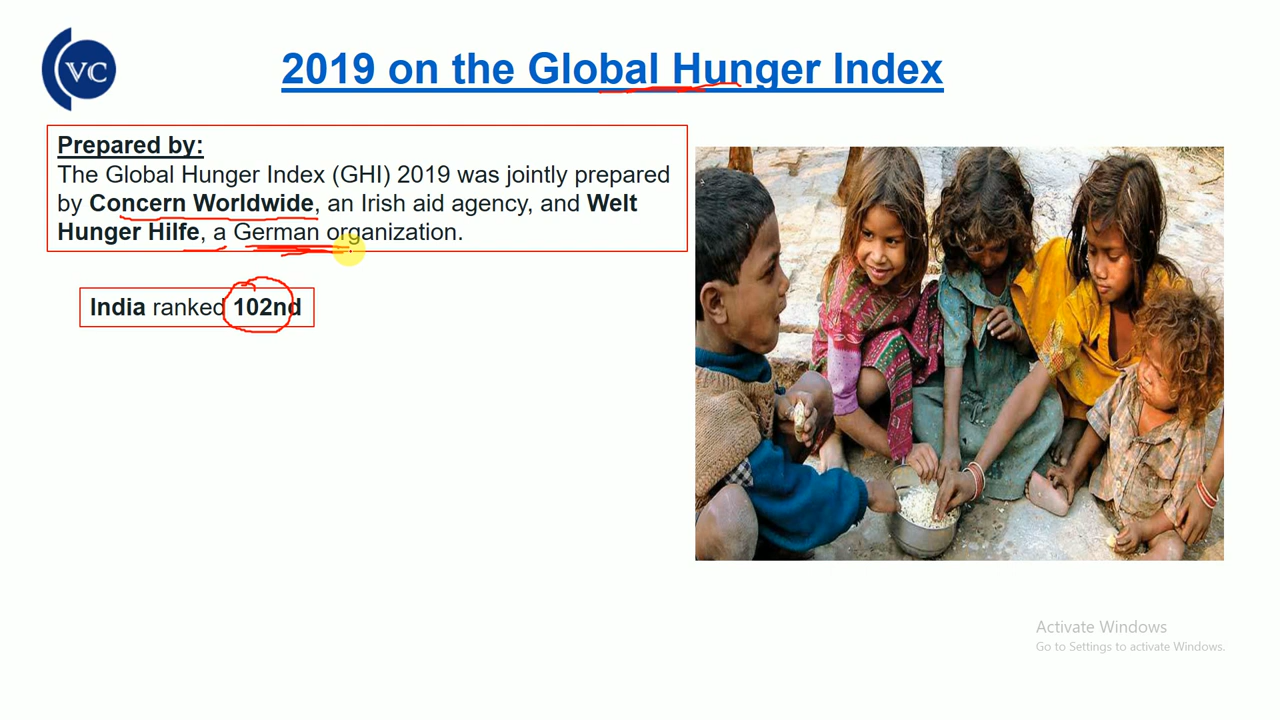 VC
2019 on the Global Hunger Index
Prepared by:
The Global Hunger Index (GHI) 2019 was jointly prepared
by Concern Worldwide, an Irish aid agency, and Welt
Hunger Hilfe, a German organization.
India ranked 102nd
Activate Windows
Go to Settings to activate Windows.